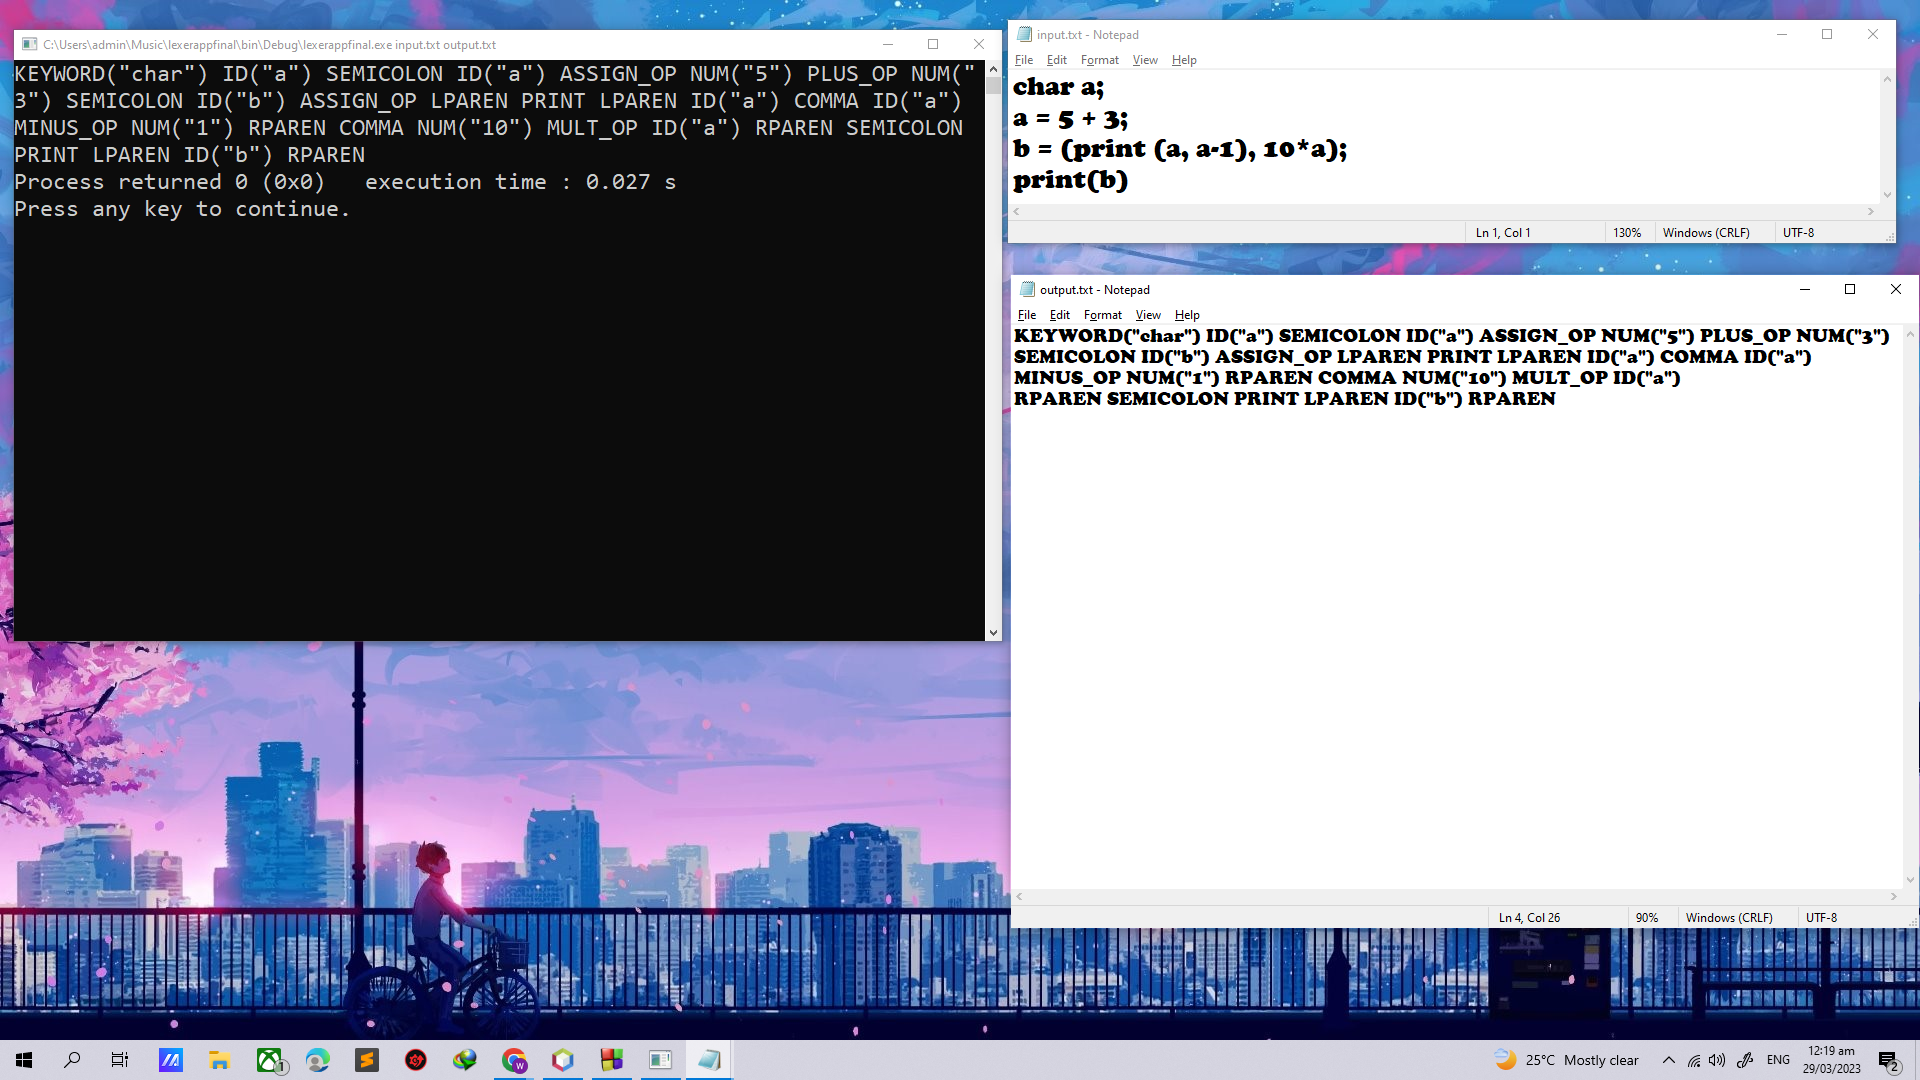 C:\Users\admin\Music\lexerappfinal\bin\Debug\lexerappfinal.exe input.txt output.txt
KEYWORD("char") ID("a") SEMICOLON ID("a") ASSIGN_OP NUM("5") PLUS_OP NUM("
3") SEMICOLON ID("b") ASSIGN_OP LPAREN PRINT LPAREN ID("a") COMMA ID("a")
MINUS_OP NUM("1") RPAREN COMMA NUM("10") MULT_OP ID("a") RPAREN SEMICOLON
PRINT LPAREN ID("b") RPAREN
Process returned 0 (0x0)   execution time : 0.027 s
Press any key to continue.
input.txt - Notepad
File Edit Format View Help
char a;
a = 5 + 3;
b = (print (a, a-1), 10*a);
print(b)
Ln 1, Col 1 130% Windows (CRLF) UTF-8
output.txt - Notepad
File Edit Format View Help
KEYWORD("char") ID("a") SEMICOLON ID("a") ASSIGN_OP NUM("5") PLUS_OP NUM("3")
SEMICOLON ID("b") ASSIGN_OP LPAREN PRINT LPAREN ID("a") COMMA ID("a")
MINUS_OP NUM("1") RPAREN COMMA NUM("10") MULT_OP ID("a")
RPAREN SEMICOLON PRINT LPAREN ID("b") RPAREN
Ln 4, Col 26 90% Windows (CRLF) UTF-8
1 W 25°C Mostly clear ENG 12:19 am 2
29/03/2023